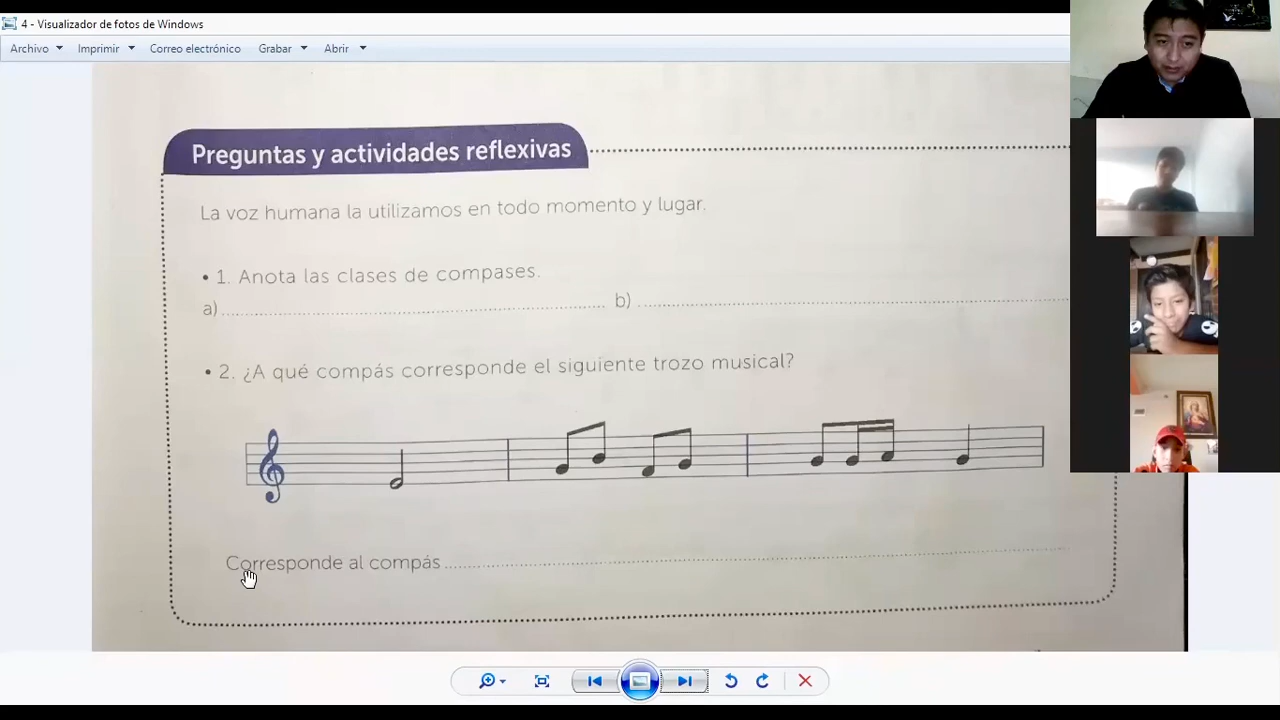 4 - Visualizador de fotos de Windows
Archivo Imprimir Correo electrónico Grabar Abrir
Preguntas y actividades reflexivas
La voz humana la utilizamos en todo momento y lugar.
• 1. Anota las clases de compases.
a) b)
• 2. ¿A qué compás corresponde el siguiente trozo musical?
Corresponde al compás